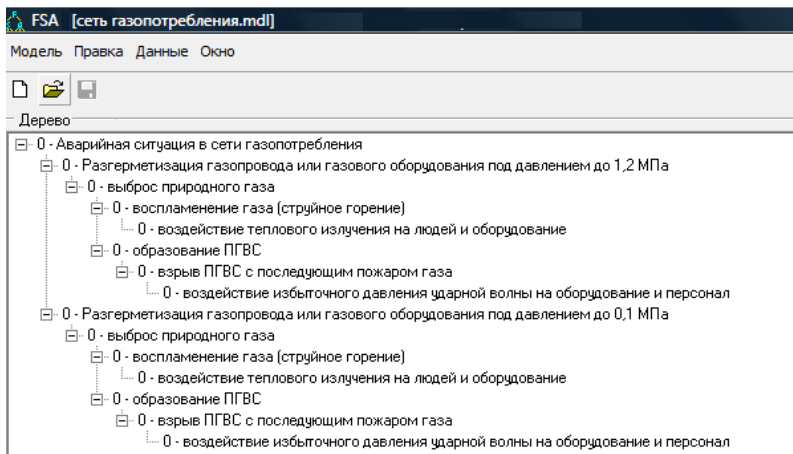 FSA [сеть газопотребления.mdl]
Модель Правка Данные Окно
Дерево
0 - Аварийная ситуация в сети газопотребления
0 - Разгерметизация газопровода или газового оборудования под давлением до 1,2 МПа
0 - выброс природного газа
0 - воспламенение газа (струйное горение)
0 - воздействие теплового излучения на людей и оборудование
0 - образование ПГВС
0 - взрыв ПГВС с последующим пожаром газа
0 - воздействие избыточного давления ударной волны на оборудование и персонал
0 - Разгерметизация газопровода или газового оборудования под давлением до 0,1 МПа
0 - выброс природного газа
0 - воспламенение газа (струйное горение)
0 - воздействие теплового излучения на людей и оборудование
0 - образование ПГВС
0 - взрыв ПГВС с последующим пожаром газа
0 - воздействие избыточного давления ударной волны на оборудование и персонал